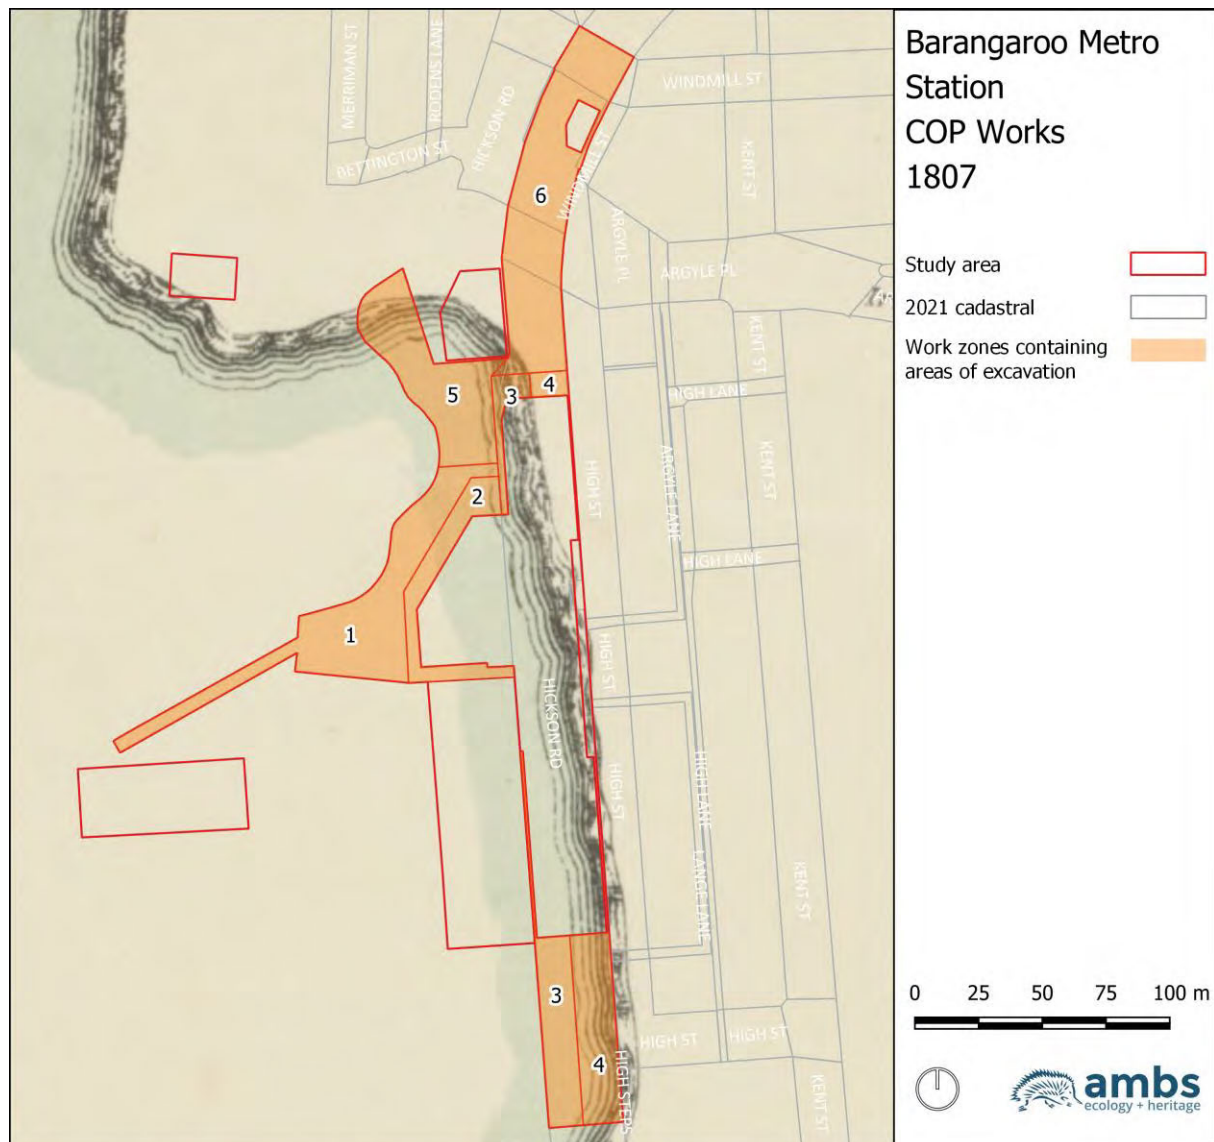 Barangaroo Metro
Station
COP Works
1807
Study area
2021 cadastral
Work zones containing
areas of excavation
0 25 50 75 100 m
ambs
ecology + heritage
MERRIMAN ST
RODENS LANE
HICKSON RD
BETTINGTON ST
WINDMILL ST
KENT ST
6
WINDMILL ST
ARGYLE PL
ARGYLE PL
AR
KENT ST
5
3
4
HIGH LANE
2
HIGH ST
ARGYLE LANE
KENT ST
HIGH LANE
1
HIGH ST
HICKSON RD
HIGH ST
HIGH LANE
LANCE LANE
KENT ST
3
HIGH ST
HIGH ST
4
HIGH STEPS
KENT ST